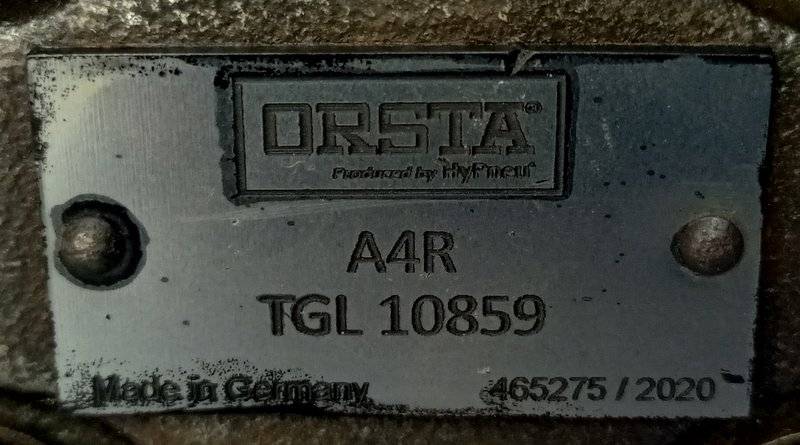 ORSTA®
Produced by HyPneu
A4R
TGL 10859
Made in Germany
465275 / 2020